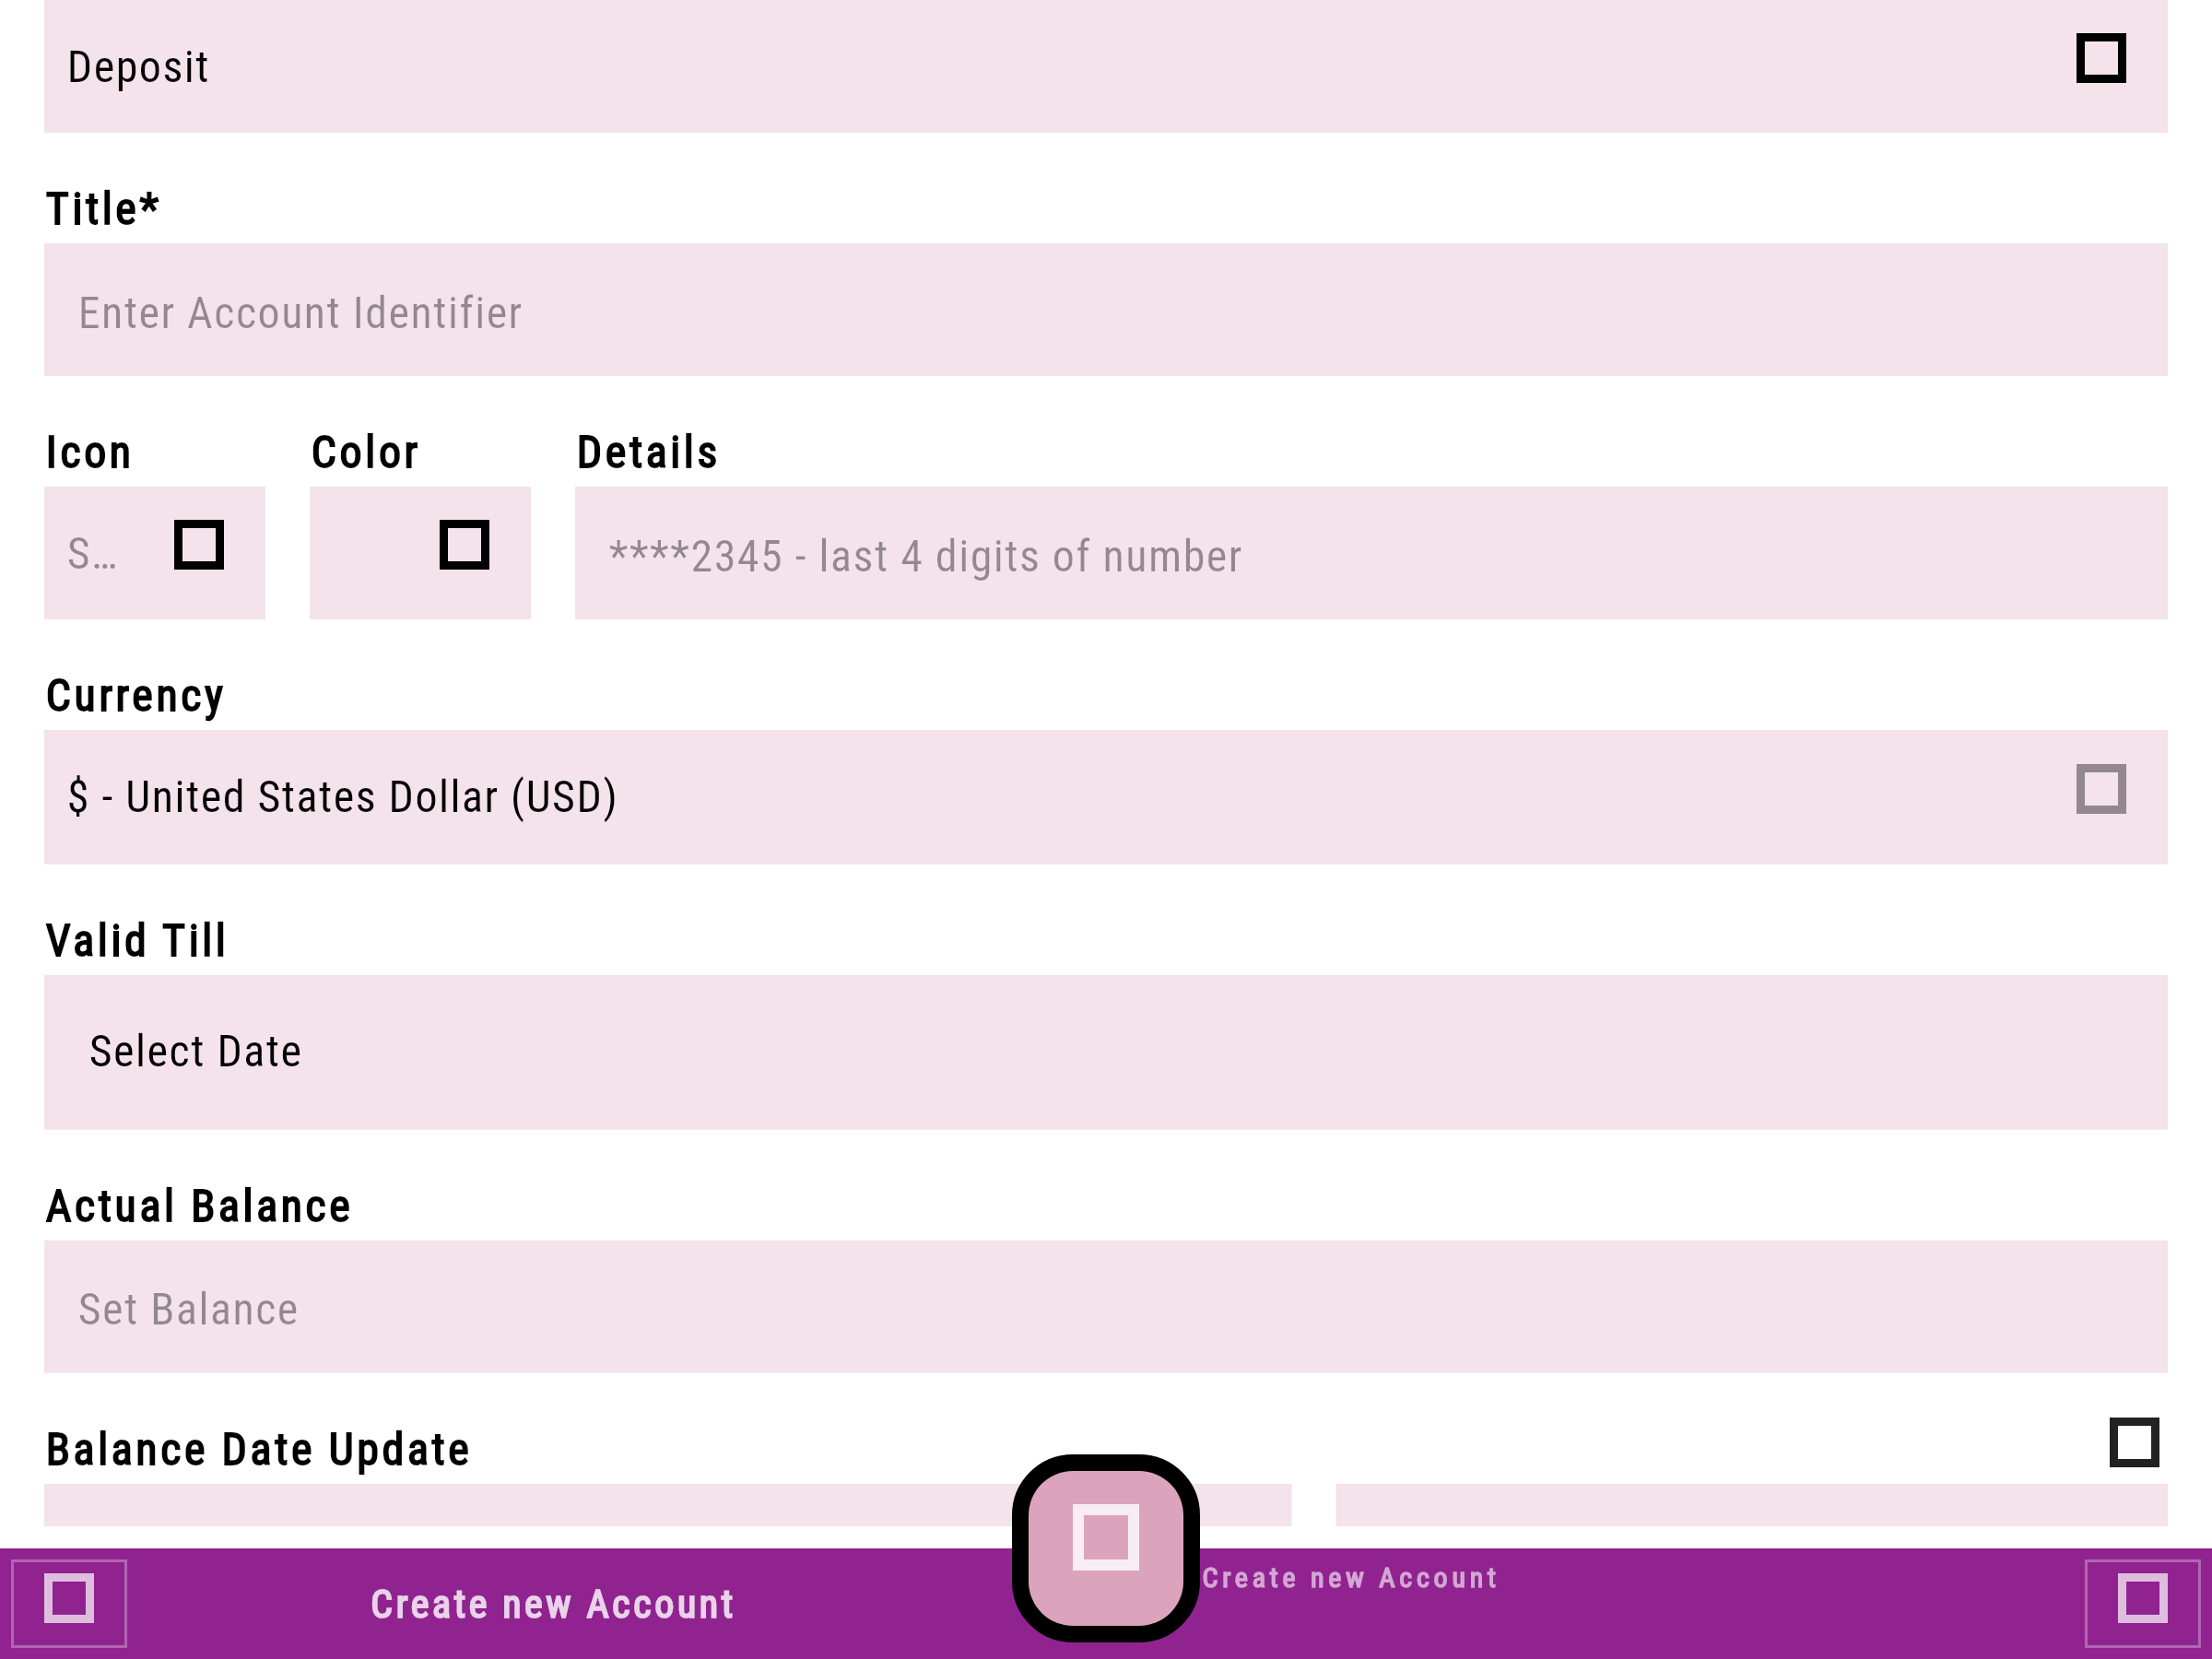 Deposit
Title*
Enter Account Identifier
Icon Color Details
S… ****2345 - last 4 digits of number
Currency
$ - United States Dollar (USD)
Valid Till
Select Date
Actual Balance
Set Balance
Balance Date Update
Create new Account
Create new Account